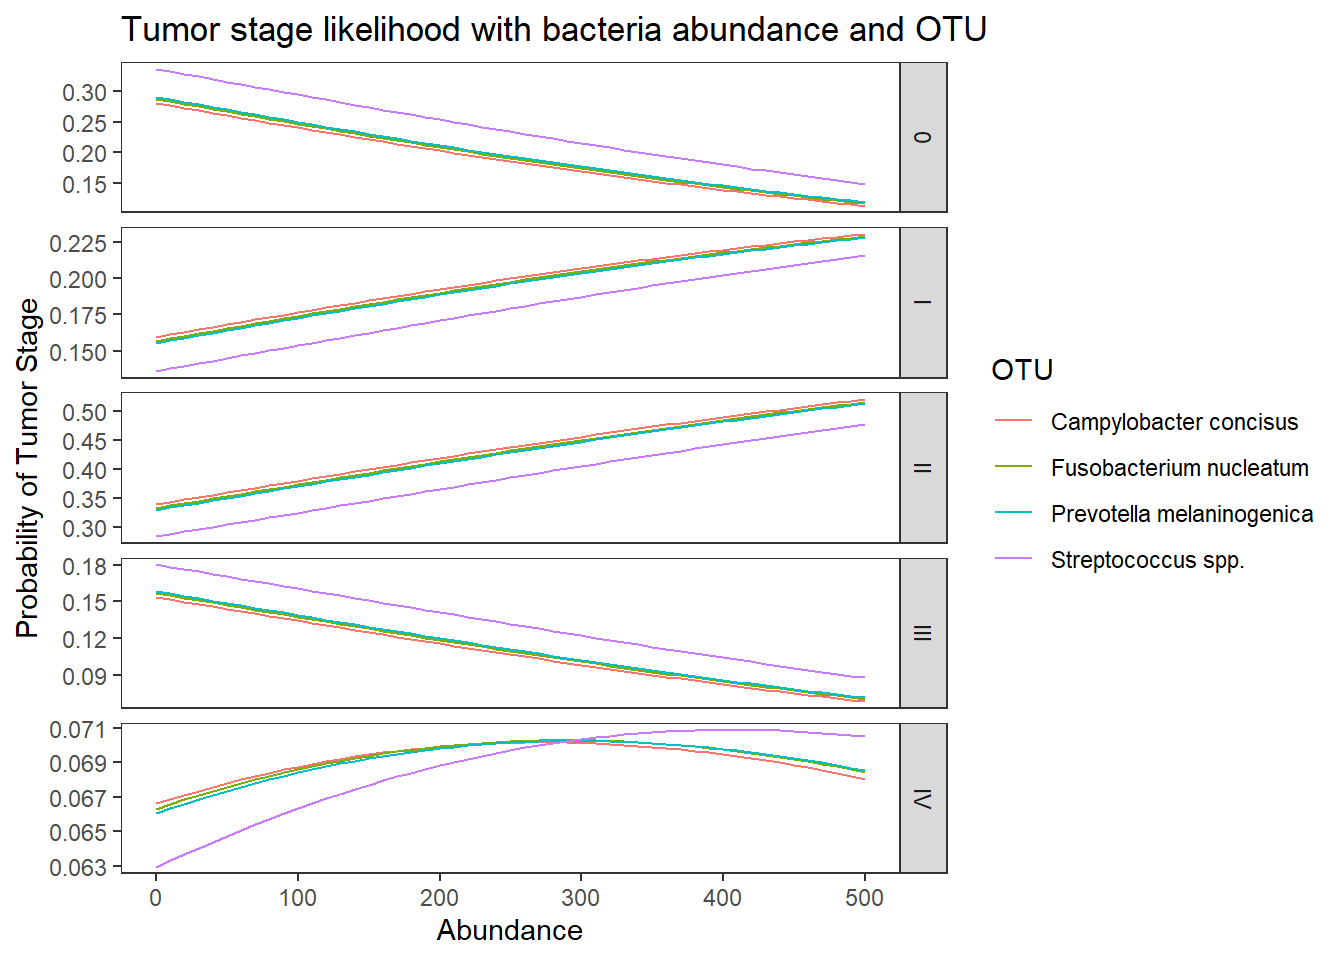 Tumor stage likelihood with bacteria abundance and OTU
Probability of Tumor Stage
0.30
0.25
0.20
0.15
0
0.225
0.200
0.175
0.150
I
0.50
0.45
0.40
0.35
0.30
II
0.18
0.15
0.12
0.09
III
0.071
0.069
0.067
0.065
0.063
IV
0 100 200 300 400 500
Abundance
OTU
Campylobacter concisus
Fusobacterium nucleatum
Prevotella melaninogenica
Streptococcus spp.